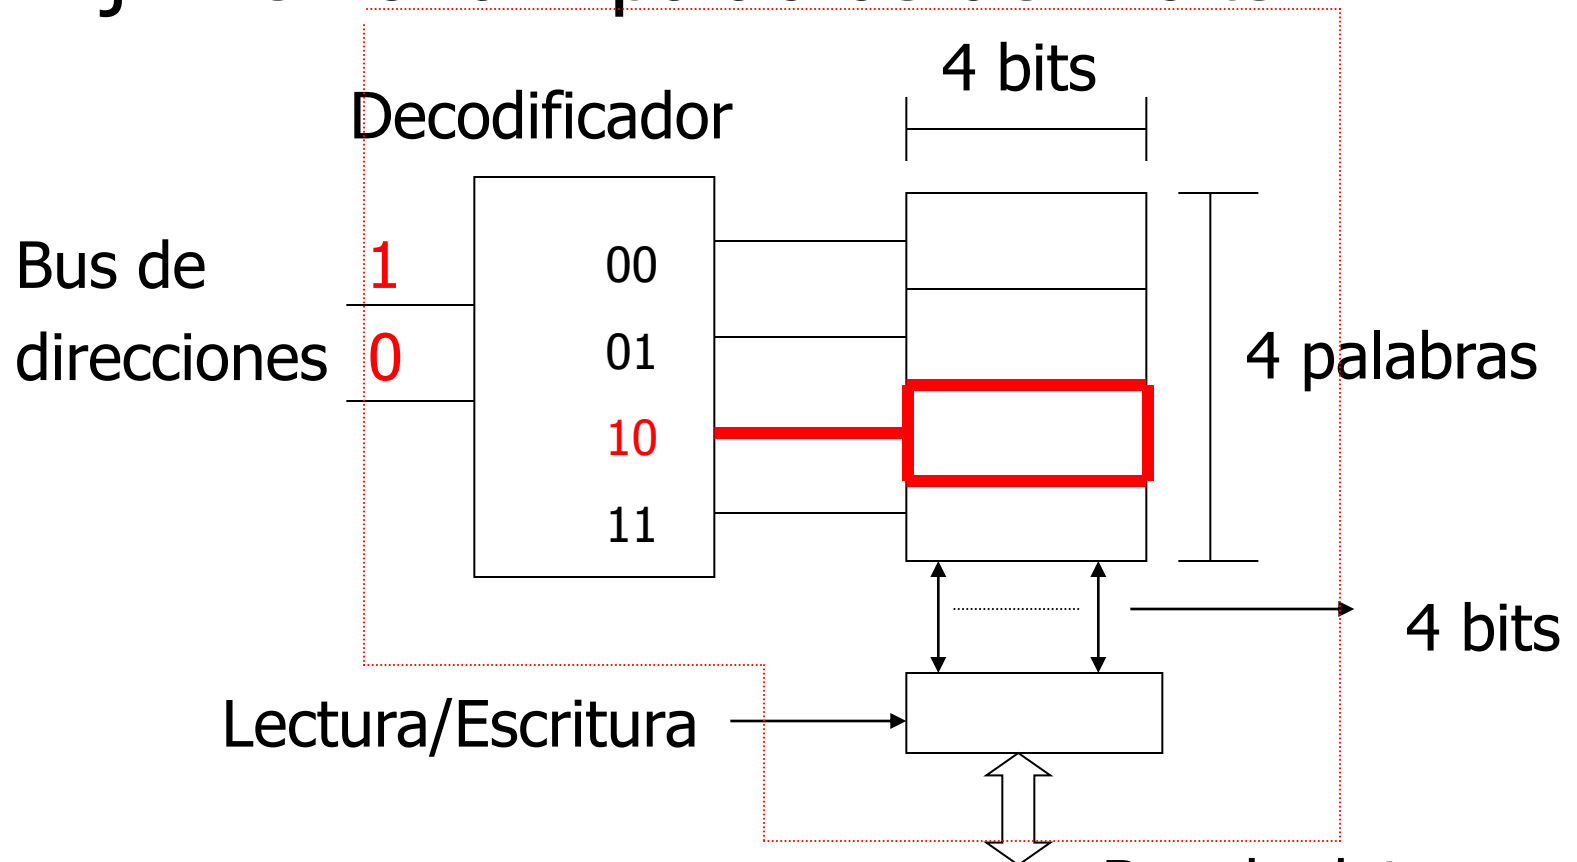 4 bits
Decodificador
Bus de
direcciones
1
0
00
01
10
11
4 palabras
4 bits
Lectura/Escritura